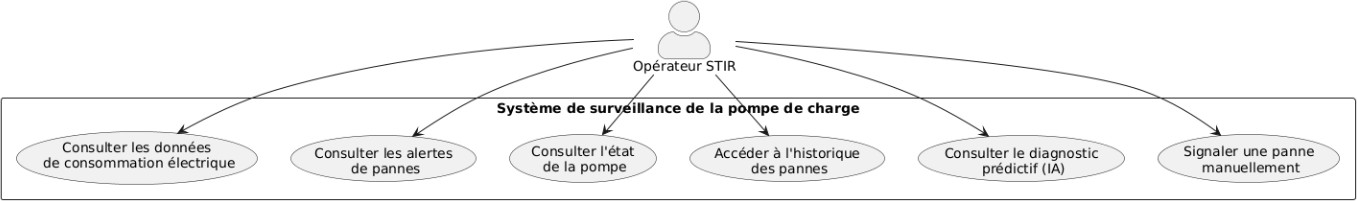 Opérateur STIR
Système de surveillance de la pompe de charge
Consulter les données
de consommation électrique
Consulter les alertes
de pannes
Consulter l'état
de la pompe
Accéder à l'historique
des pannes
Consulter le diagnostic
prédictif (IA)
Signaler une panne
manuellement